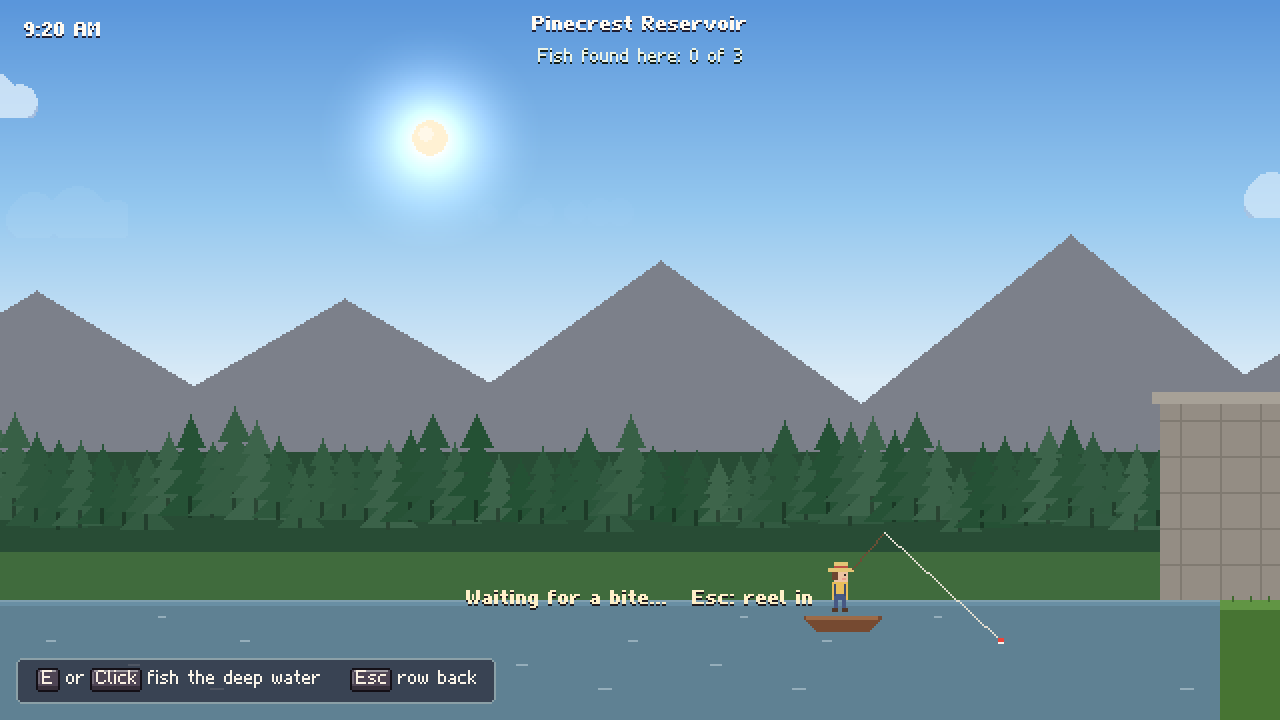 9:20 AM
Pinecrest Reservoir
Fish found here: 0 of 3
Waiting for a bite... Esc: reel in
E or Click fish the deep water Esc row back